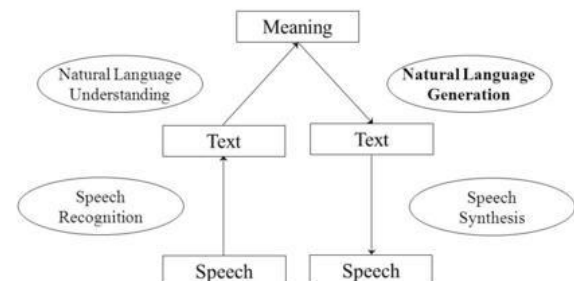 Meaning
Natural Language
Understanding
Natural Language
Generation
Text
Text
Speech
Recognition
Speech
Synthesis
Speech
Speech